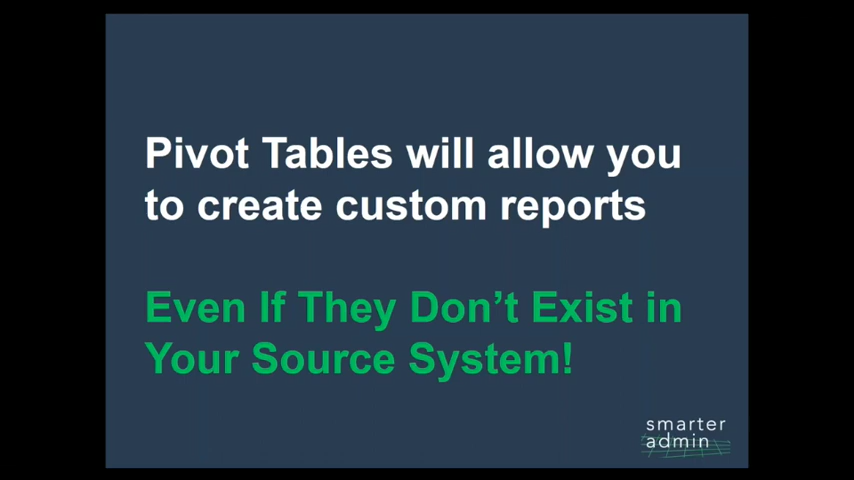 Pivot Tables will allow you
to create custom reports
Even If They Don’t Exist in
Your Source System!
smarter
admin